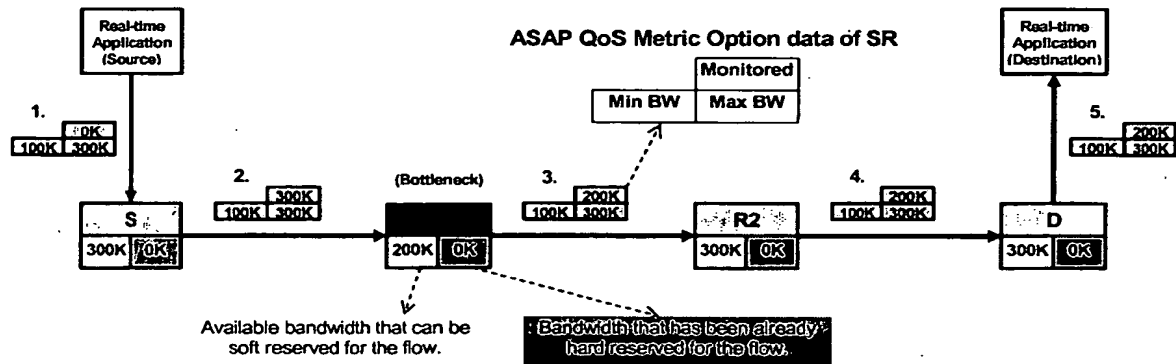 Real-time
Application
(Source)
ASAP QoS Metric Option data of SR
Monitored
Min BW Max BW
Real-time
Application
(Destination)
1.
0K
100K 300K
2.
300K
100K 300K
(Bottleneck)
3.
200K
100K 300K
4.
200K
100K 300K
5.
200K
100K 300K
S
300K 0K
200K 0K
R2
300K 0K
D
300K 0K
Available bandwidth that can be
soft reserved for the flow.
Bandwidth that has been already
hard reserved for the flow.